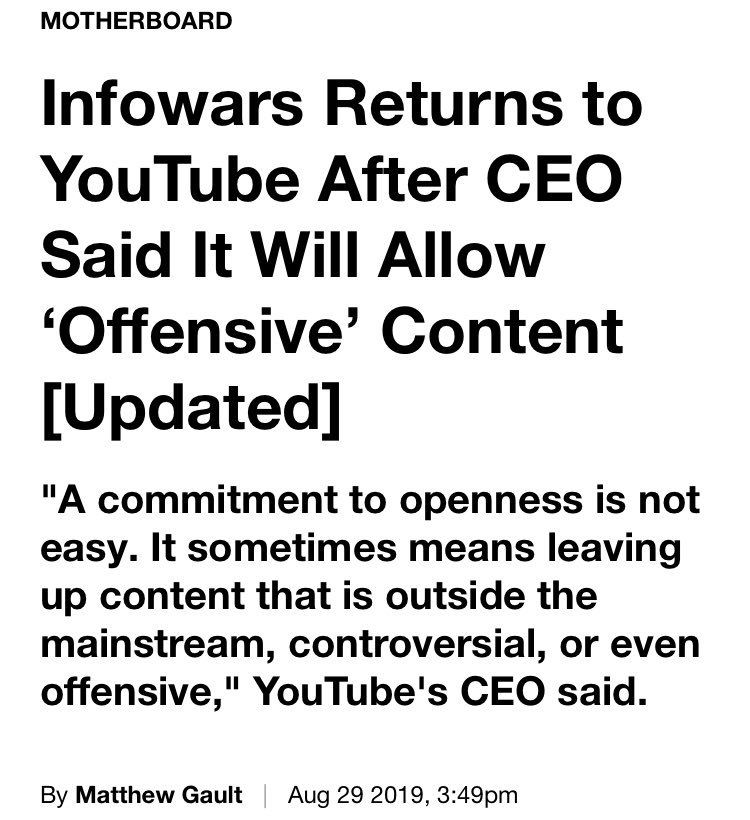 MOTHERBOARD
Infowars Returns to
YouTube After CEO
Said It Will Allow
‘Offensive’ Content
[Updated]
"A commitment to openness is not
easy. It sometimes means leaving
up content that is outside the
mainstream, controversial, or even
offensive," YouTube's CEO said.
By Matthew Gault | Aug 29 2019, 3:49pm